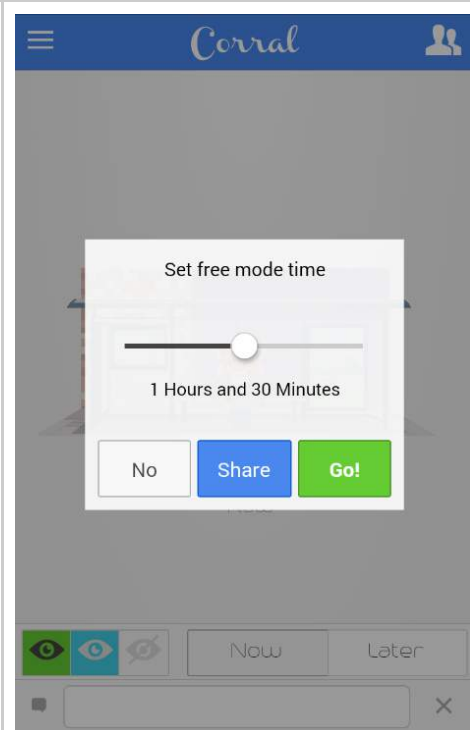 Corral
Set free mode time
1 Hours and 30 Minutes
No Share Go!
Now Later